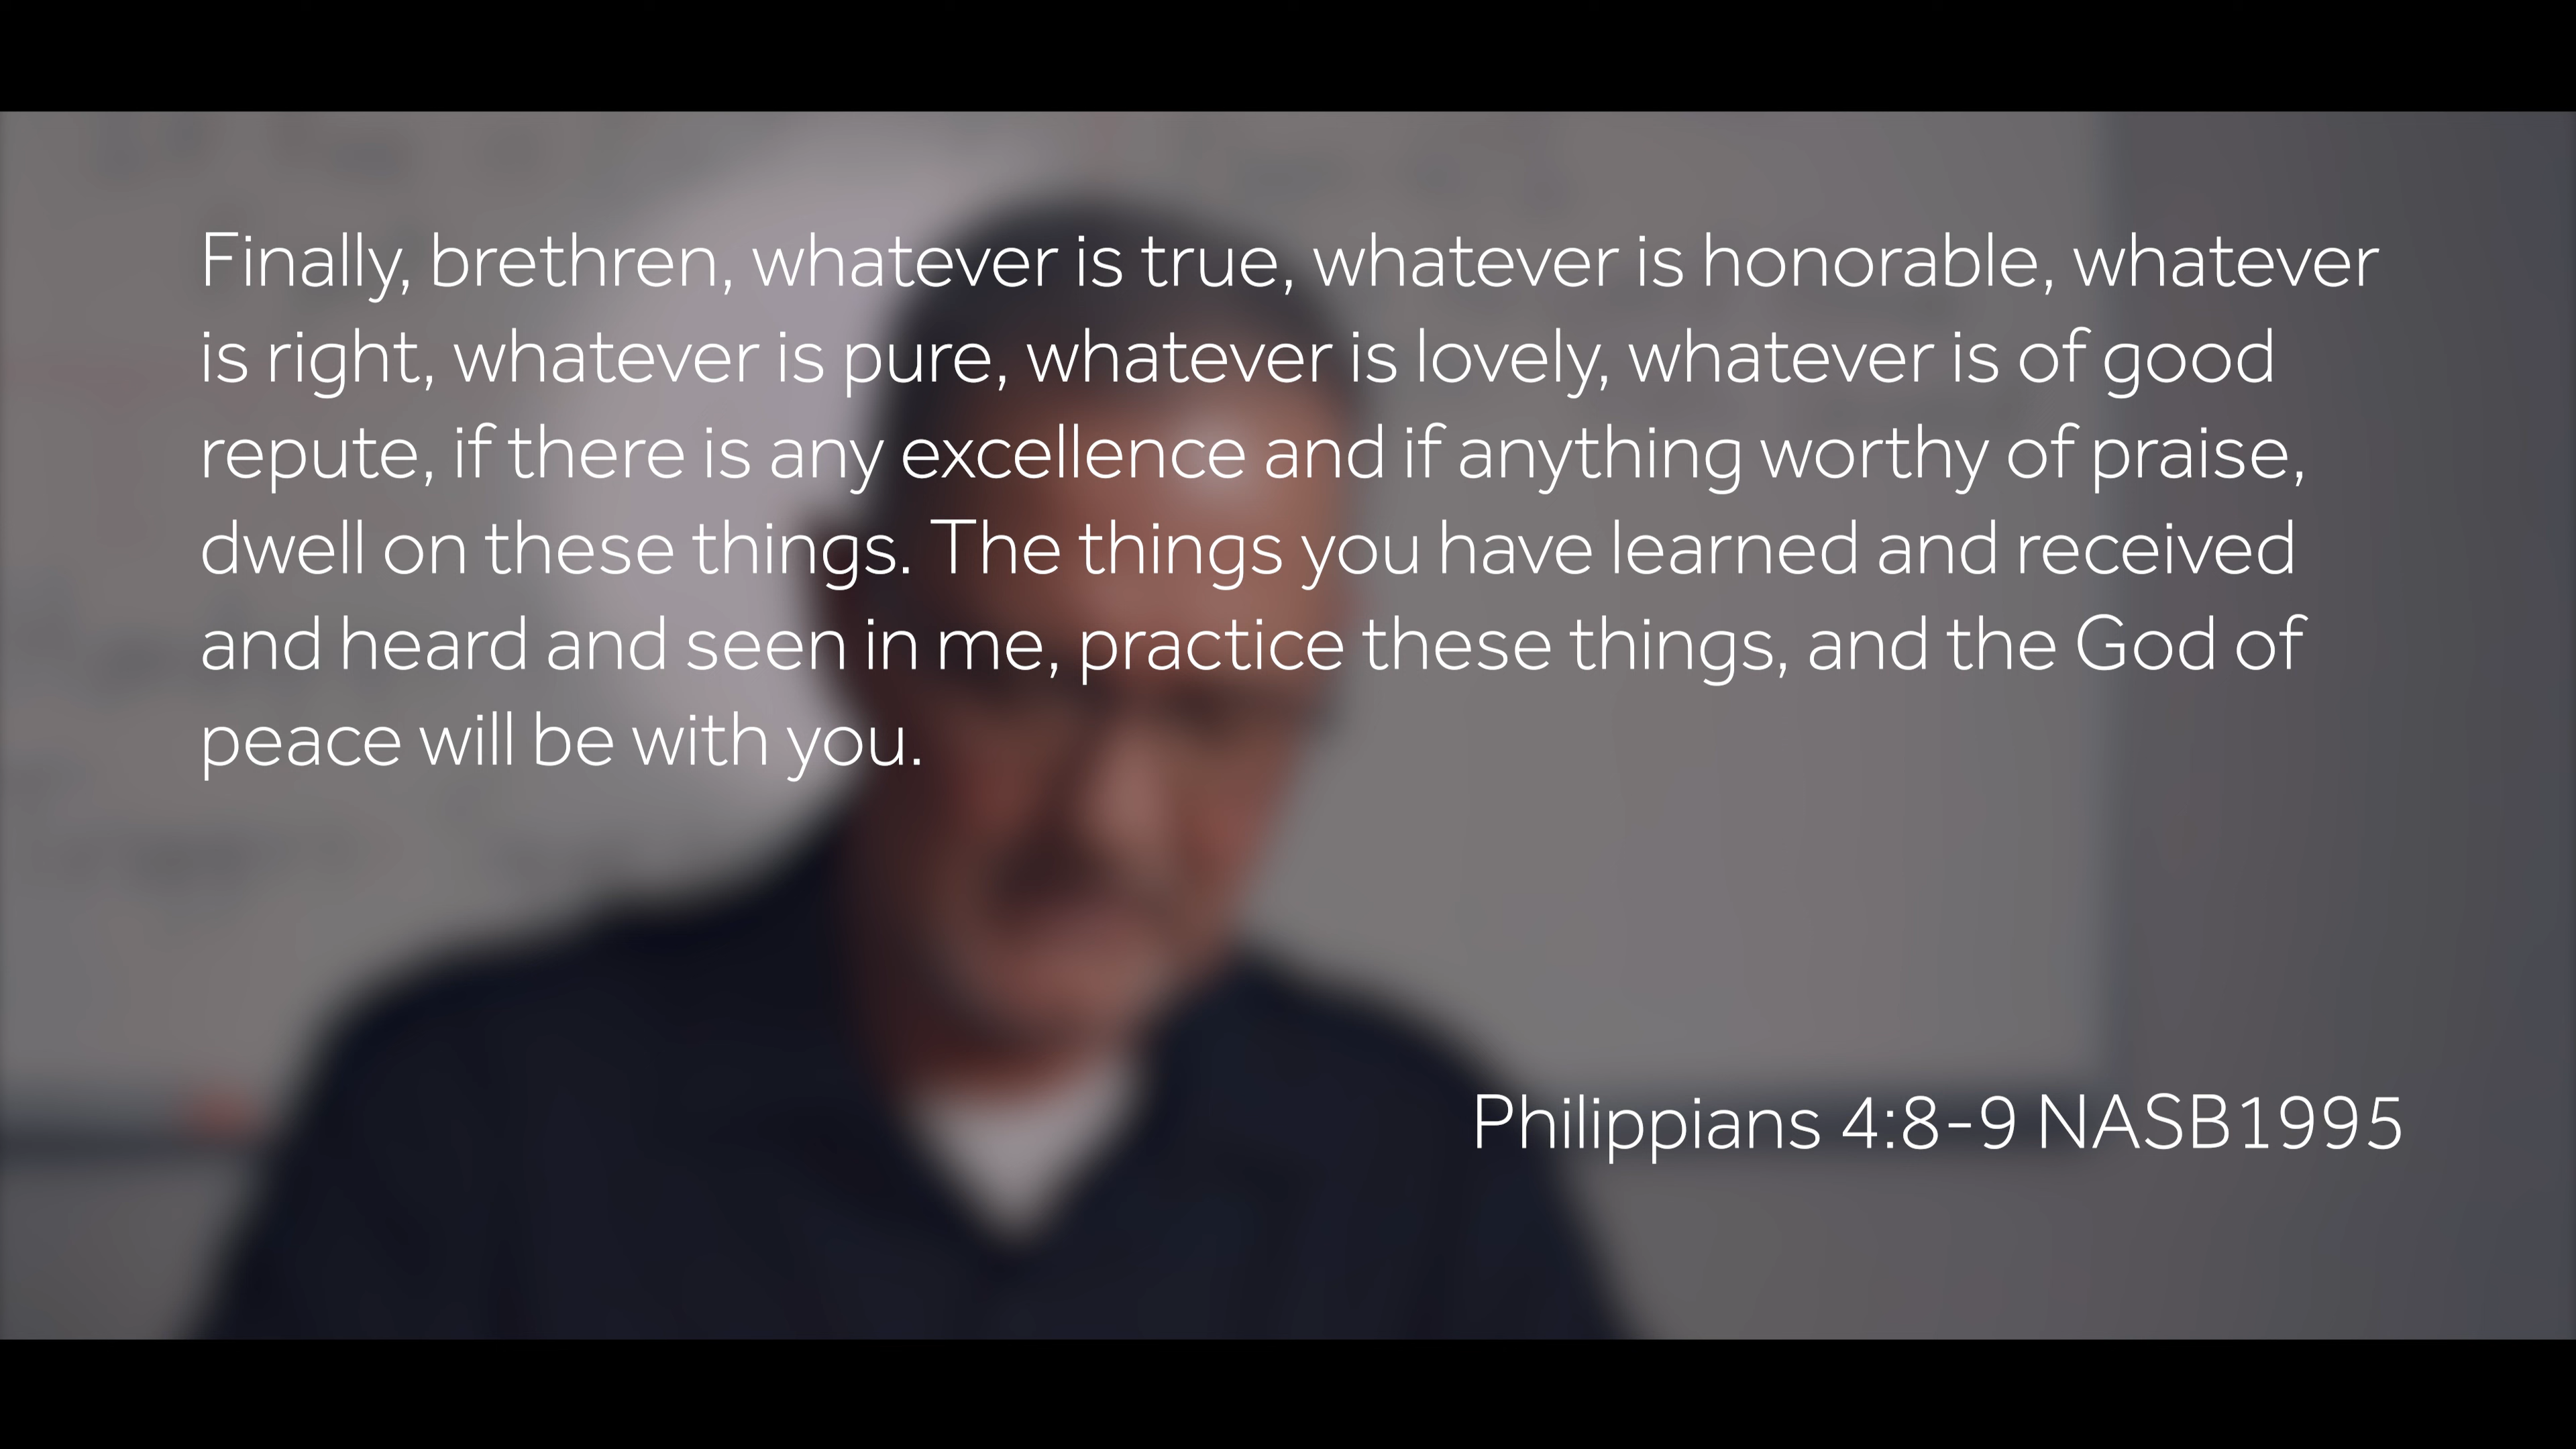 Finally, brethren, whatever is true, whatever is honorable, whatever
is right, whatever is pure, whatever is lovely, whatever is of good
repute, if there is any excellence and if anything worthy of praise,
dwell on these things. The things you have learned and received
and heard and seen in me, practice these things, and the God of
peace will be with you.
Philippians 4:8-9 NASB1995